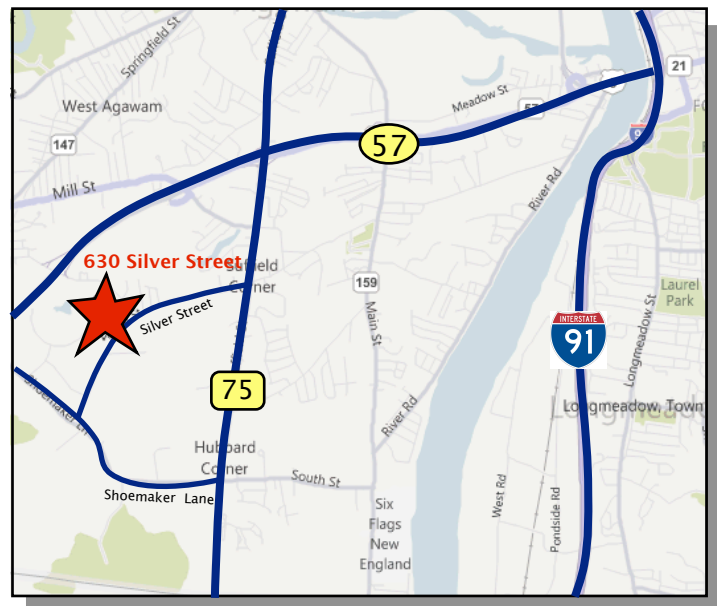 Springfield St
21
West Agawam
Meadow St
57
57
147
Mill St
River Rd
630 Silver Street
Suffield
Corner
159
Laurel
Park
Silver Street
Main St
INTERSTATE
91
Longmeadow St
75
Shoemaker Ln
River Rd
Longmeadow, Town
Longmeadow
Hubbard
Corner
South St
Shoemaker Lane
West Rd
Pondside Rd
Six
Flags
New
England